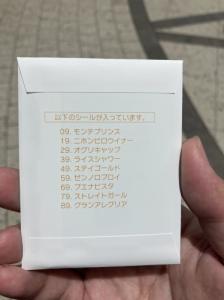 以下のシールが入っています。
09. モンテプリンス
19. ニホンピロウイナー
29. オグリキャップ
39. ライスシャワー
49. ステイゴールド
59. ゼンノロブロイ
69. ブエナビスタ
79. ストレイトガール
89. グランアレグリア